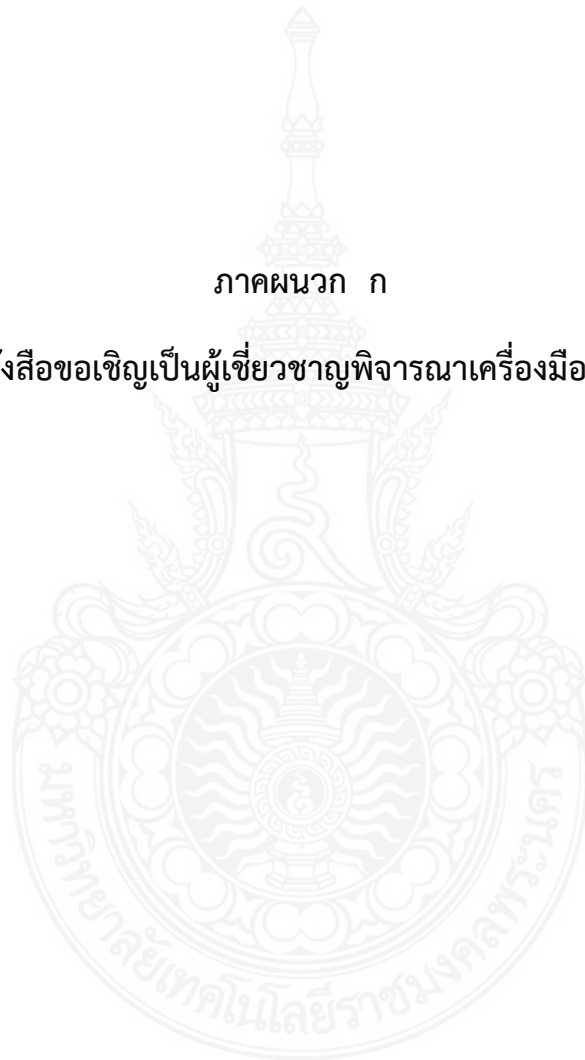 ภาคผนวก ก
งสือขอเชิญเป็นผู้เชี่ยวชาญพิจารณาเครื่องมือ
มหาวิทยาลัยเทคโนโลยีราชมงคลพระนคร